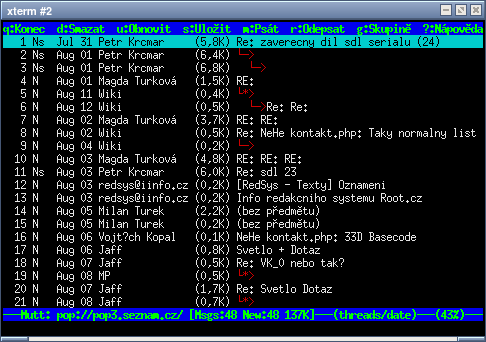 xterm #2
q:Konec d:Smazat u:Obnovit s:Uložit m:Psát r:Odepsat g:Skupině ?:Nápověda
1 Ns Jul 31 Petr Krcmar (5,8K) Re: zaverecny dil sdl serialu (24)
2 Ns Aug 01 Petr Krcmar (6,4K) └─>
3 Ns Aug 01 Petr Krcmar (6,8K) └─>
4 N Aug 01 Magda Turková (1,5K) RE:
5 N Aug 11 Wiki (0,4K) └*>
6 N Aug 12 Wiki (0,5K) └─>Re: Re:
7 N Aug 02 Magda Turková (3,7K) RE: RE:
8 N Aug 02 Wiki (0,5K) Re: NeHe kontakt.php: Taky normalny list
9 N Aug 04 Wiki (0,2K) └─>
10 N Aug 03 Magda Turková (4,8K) RE: RE: RE:
11 Ns Aug 03 Petr Krcmar (6,0K) Re: sdl 23
12 N Aug 03 redsys@iinfo.cz (0,2K) [RedSys - Texty] Oznameni
13 N Aug 03 redsys@iinfo.cz (0,2K) Info redakcniho systemu Root.cz
14 N Aug 05 Milan Turek (2,2K) (bez předmětu)
15 N Aug 05 Milan Turek (0,2K) (bez předmětu)
16 N Aug 06 Vojt?ch Kopal (0,1K) NeHe kontakt.php: 33D Basecode
17 N Aug 06 Jaff (0,8K) Svetlo + Dotaz
18 N Aug 07 Jaff (0,5K) Re: VK_0 nebo tak?
19 N Aug 08 MP (0,5K) └*>
20 N Aug 07 Jaff (1,7K) Re: Svetlo Dotaz
21 N Aug 08 Jaff (0,7K) └*>
---Mutt: pop://pop3.seznam.cz/ [Msgs:48 New:48 137K]---(threads/date)---(43%)---